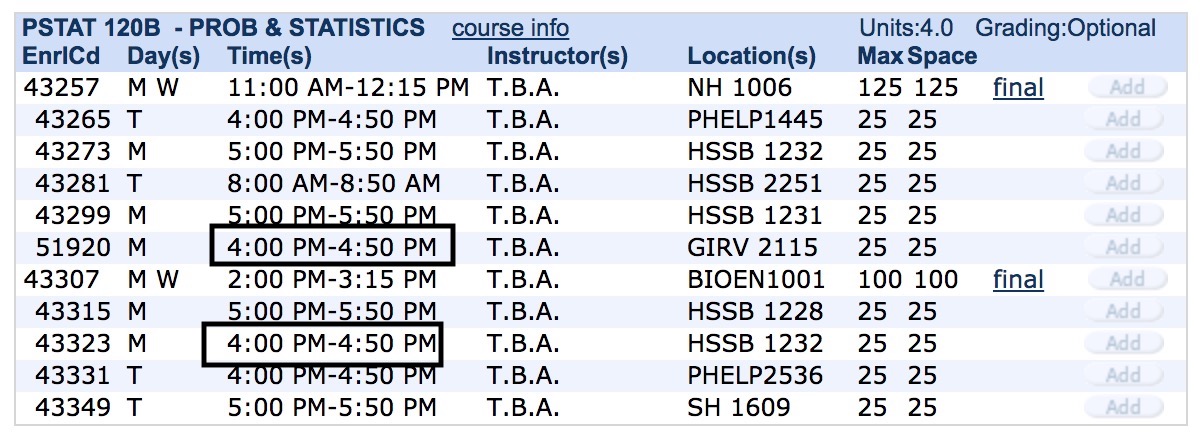 PSTAT 120B - PROB & STATISTICS course info Units:4.0 Grading:Optional
EnrlCd Day(s) Time(s) Instructor(s) Location(s) Max Space
43257 M W 11:00 AM-12:15 PM T.B.A. NH 1006 125 125 final Add
43265 T 4:00 PM-4:50 PM T.B.A. PHELP1445 25 25 Add
43273 M 5:00 PM-5:50 PM T.B.A. HSSB 1232 25 25 Add
43281 T 8:00 AM-8:50 AM T.B.A. HSSB 2251 25 25 Add
43299 M 5:00 PM-5:50 PM T.B.A. HSSB 1231 25 25 Add
51920 M 4:00 PM-4:50 PM T.B.A. GIRV 2115 25 25 Add
43307 M W 2:00 PM-3:15 PM T.B.A. BIOEN1001 100 100 final Add
43315 M 5:00 PM-5:50 PM T.B.A. HSSB 1228 25 25 Add
43323 M 4:00 PM-4:50 PM T.B.A. HSSB 1232 25 25 Add
43331 T 4:00 PM-4:50 PM T.B.A. PHELP2536 25 25 Add
43349 T 5:00 PM-5:50 PM T.B.A. SH 1609 25 25 Add